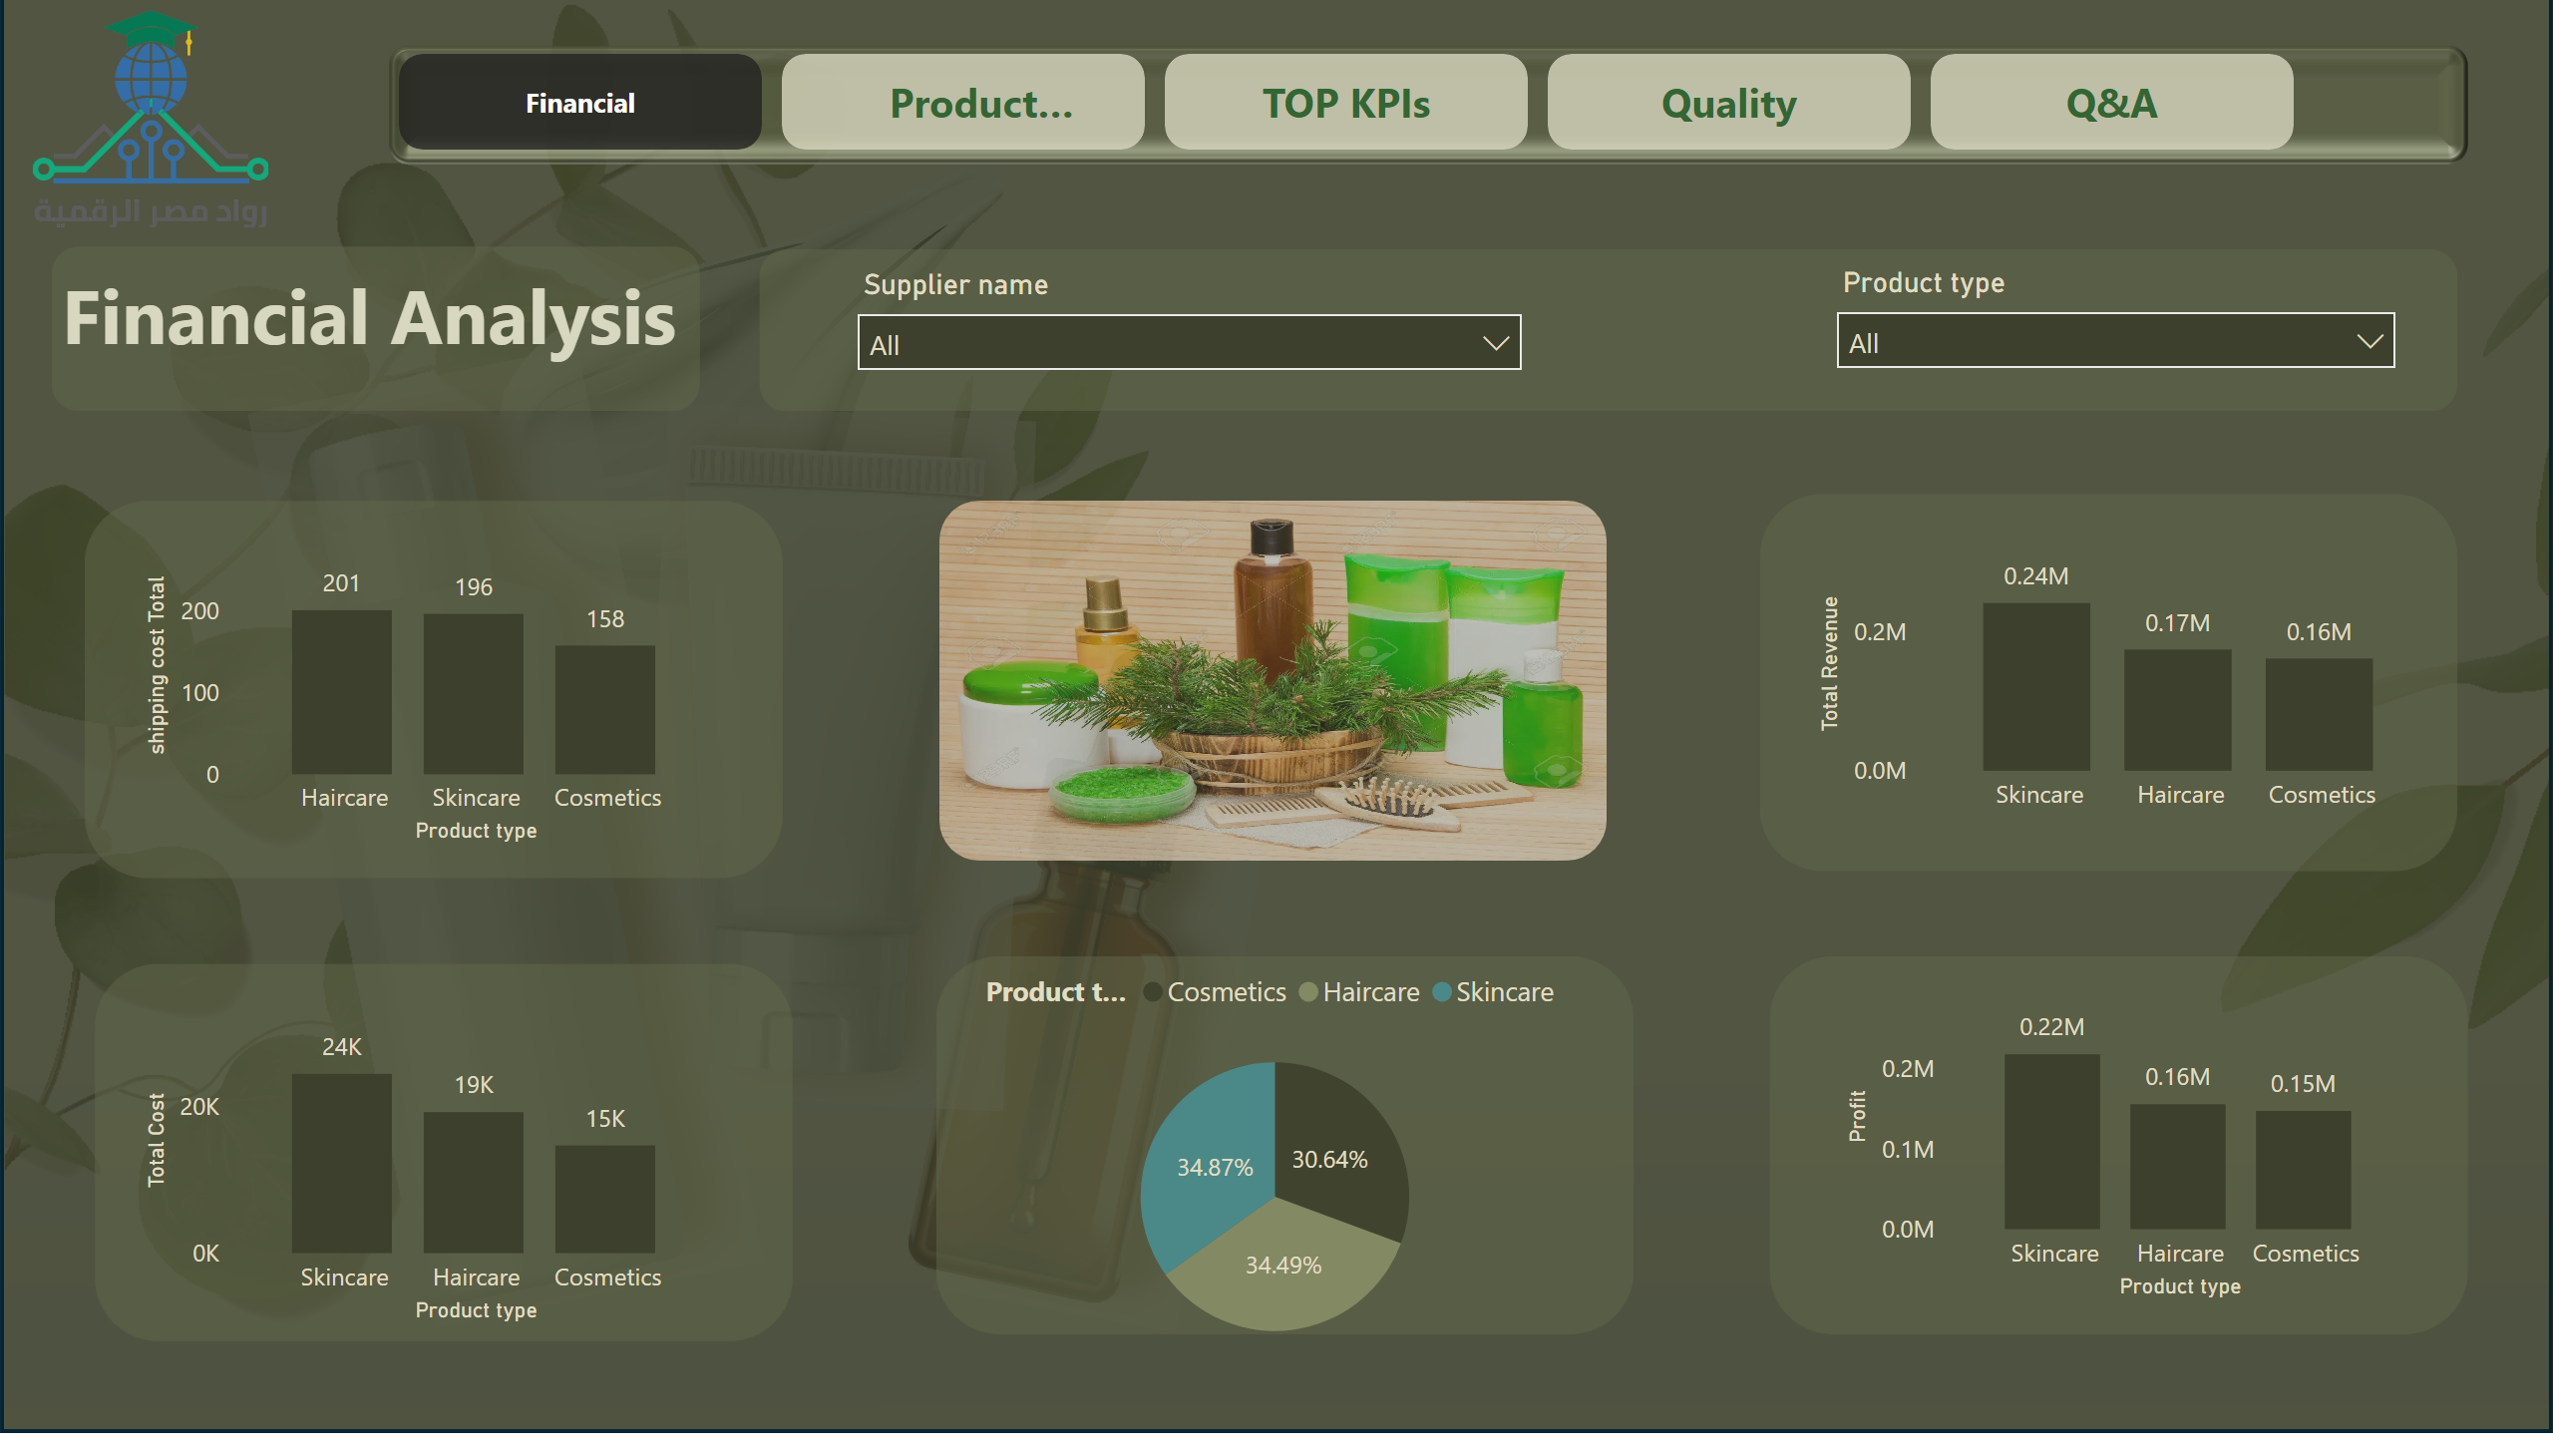 رواد مصر الرقمية
Financial
Product...
TOP KPIs
Quality
Q&A
Financial Analysis
Supplier name
All
Product type
All
shipping cost Total
200
100
0
201
196
158
Haircare
Skincare
Cosmetics
Product type
Total Revenue
0.2M
0.0M
0.24M
0.17M
0.16M
Skincare
Haircare
Cosmetics
Total Cost
20K
0K
24K
19K
15K
Skincare
Haircare
Cosmetics
Product type
Product t... Cosmetics Haircare Skincare
34.87%
30.64%
34.49%
Profit
0.2M
0.1M
0.0M
0.22M
0.16M
0.15M
Skincare
Haircare
Cosmetics
Product type